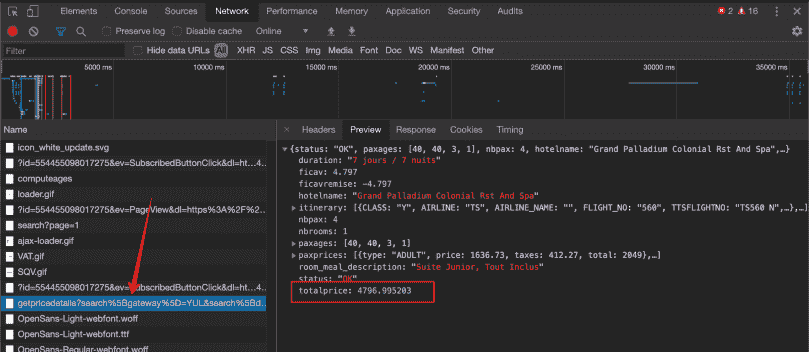 Elements Console Sources Network Performance Memory Application Security Audits 2 16
Preserve log Disable cache Online
Filter Hide data URLs All XHR JS CSS Img Media Font Doc WS Manifest Other
5000 ms 10000 ms 15000 ms 20000 ms 25000 ms 30000 ms 35000 ms
Name
icon_white_update.svg
?id=554455098017275&ev=SubscribedButtonClick&dl=ht...4...
computeages
loader.gif
?id=554455098017275&ev=PageView&dl=https%3A%2F%2...
search?page=1
ajax-loader.gif
VAT.gif
SQV.gif
?id=554455098017275&ev=SubscribedButtonClick&dl=ht...4...
getpricedetails?search%5Bgateway%5D=YUL&search%5Bd...
OpenSans-Light-webfont.woff
OpenSans-Light-webfont.ttf
OpenSans-Regular-webfont.woff
Headers Preview Response Cookies Timing
{status: "OK", paxages: [40, 40, 3, 1], nbpax: 4, hotelname: "Grand Palladium Colonial Rst And Spa",…}
duration: "7 jours / 7 nuits"
ficav: 4.797
ficavremise: -4.797
hotelname: "Grand Palladium Colonial Rst And Spa"
itinerary: [{CLASS: "Y", AIRLINE: "TS", AIRLINE_NAME: "", FLIGHT_NO: "560", TTSFLIGHTNO: "TS560 N",…},…]
nbpax: 4
nbrooms: 1
paxages: [40, 40, 3, 1]
paxprices: [{type: "ADULT", price: 1636.73, taxes: 412.27, total: 2049},…]
room_meal_description: "Suite Junior, Tout Inclus"
status: "OK"
totalprice: 4796.995203